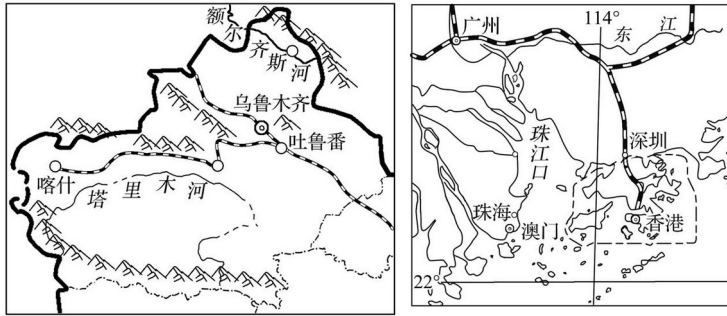 额尔齐斯河
乌鲁木齐
吐鲁番
喀什
塔里木河
广州
114°
东江
珠江口
深圳
珠海
澳门
香港
22°